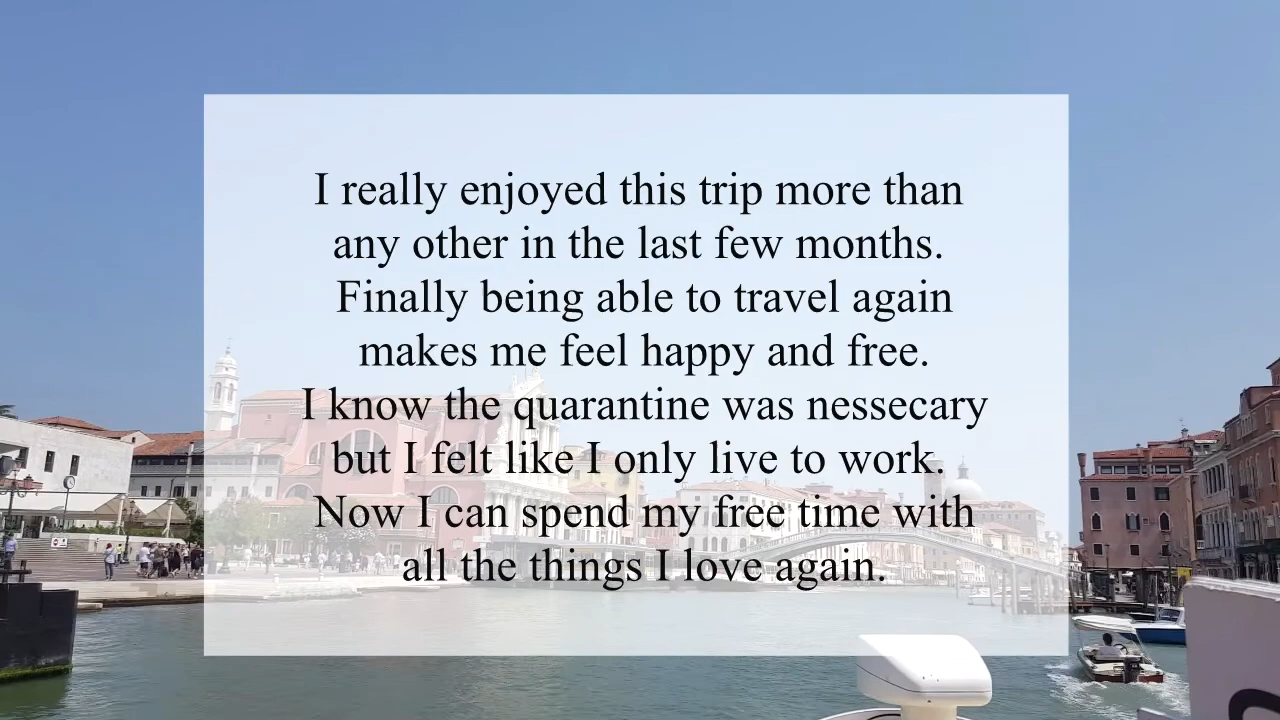 I really enjoyed this trip more than
any other in the last few months.
Finally being able to travel again
makes me feel happy and free.
I know the quarantine was nessecary
but I felt like I only live to work.
Now I can spend my free time with
all the things I love again.